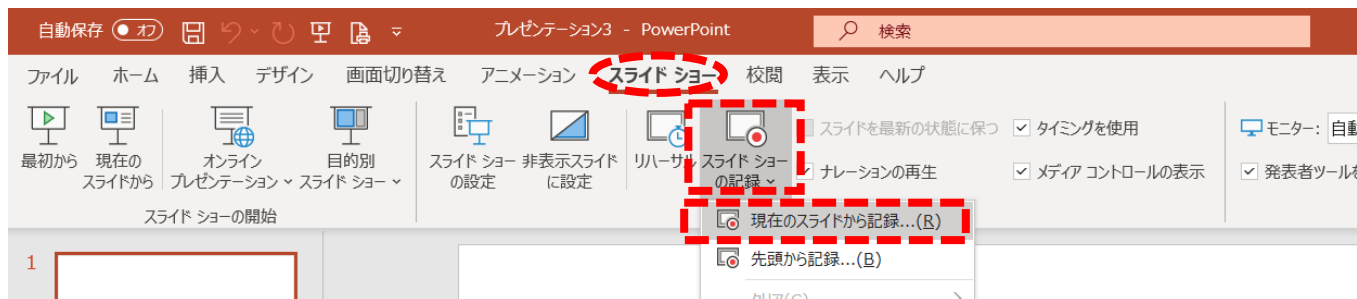 自動保存 オフ プレゼンテーション3 - PowerPoint 検索
ファイル ホーム 挿入 デザイン 画面切り替え アニメーション スライド ショー 校閲 表示 ヘルプ
最初から
現在の
スライドから
オンライン
プレゼンテーション
目的別
スライド ショー
スライド ショーの開始
スライド ショー
の設定
非表示スライド
に設定
リハーサル
スライド ショー
の記録
スライドを最新の状態に保つ
ナレーションの再生
タイミングを使用
メディア コントロールの表示
モニター: 自動
発表者ツールを
現在のスライドから記録...(R)
先頭から記録...(B)
1